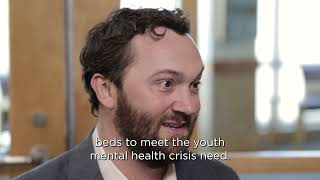 beds to meet the youth
mental health crisis need.